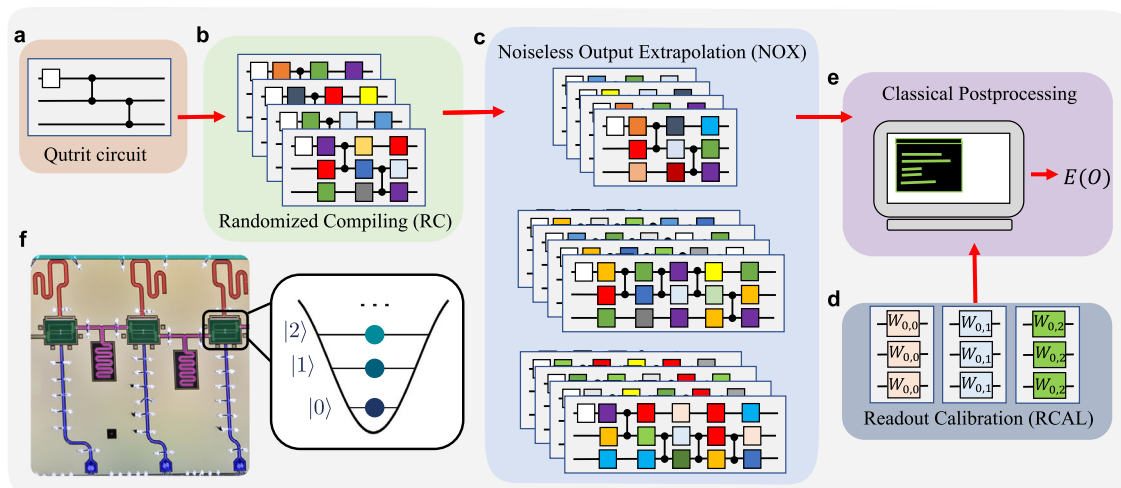 a
Qutrit circuit
b
Randomized Compiling (RC)
c
Noiseless Output Extrapolation (NOX)
e
Classical Postprocessing
E(O)
d
W0,0
W0,1
W0,2
W0,0
W0,1
W0,2
W0,0
W0,1
W0,2
Readout Calibration (RCAL)
f
...
|2⟩
|1⟩
|0⟩